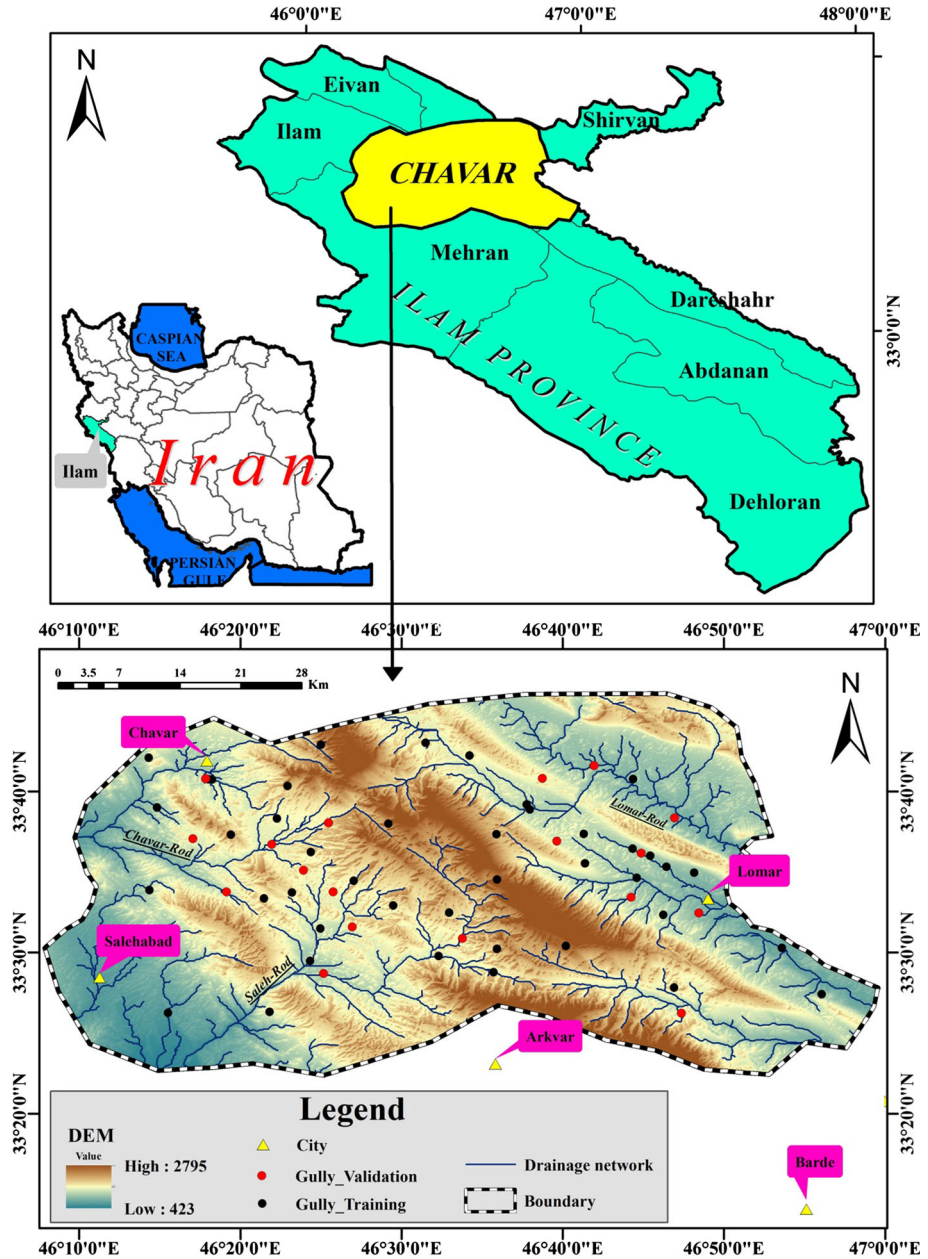 46°0'0"E
47°0'0"E
48°0'0"E
N
Eivan
Ilam
Shirvan
CHAVAR
Mehran
Dareshahr
33°0'0"N
ILAM PROVINCE
Abdanan
Dehloran
CASPIAN
SEA
Iran
Ilam
PERSIAN
GULF
46°10'0"E
46°20'0"E
46°30'0"E
46°40'0"E
46°50'0"E
47°0'0"E
0 3.5 7 14 21 28
Km
N
Chavar
33°40'0"N
33°40'0"N
Lomar-Rod
Chavar-Rod
Lomar
Salehabad
33°30'0"N
33°30'0"N
Saleh-Rod
Arkvar
33°20'0"N
33°20'0"N
Legend
DEM
Value
High : 2795
Low : 423
City
Gully_Validation
Gully_Training
Drainage network
Boundary
Barde
46°10'0"E
46°20'0"E
46°30'0"E
46°40'0"E
46°50'0"E
47°0'0"E